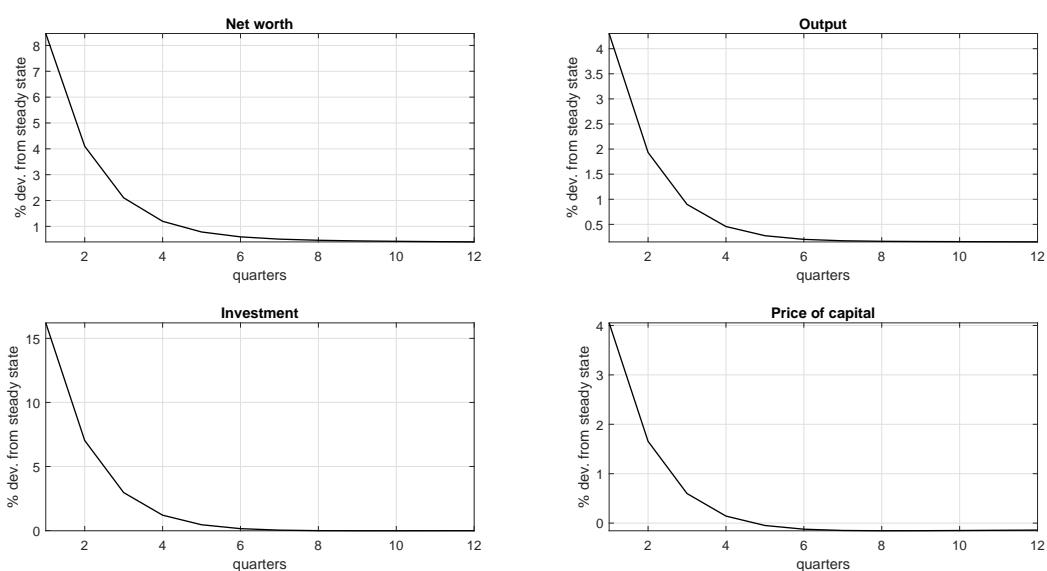 Net worth
% dev. from steady state
8
7
6
5
4
3
2
1
2 4 6 8 10 12
quarters
Output
% dev. from steady state
4
3.5
3
2.5
2
1.5
1
0.5
2 4 6 8 10 12
quarters
Investment
% dev. from steady state
15
10
5
0
2 4 6 8 10 12
quarters
Price of capital
% dev. from steady state
4
3
2
1
0
2 4 6 8 10 12
quarters